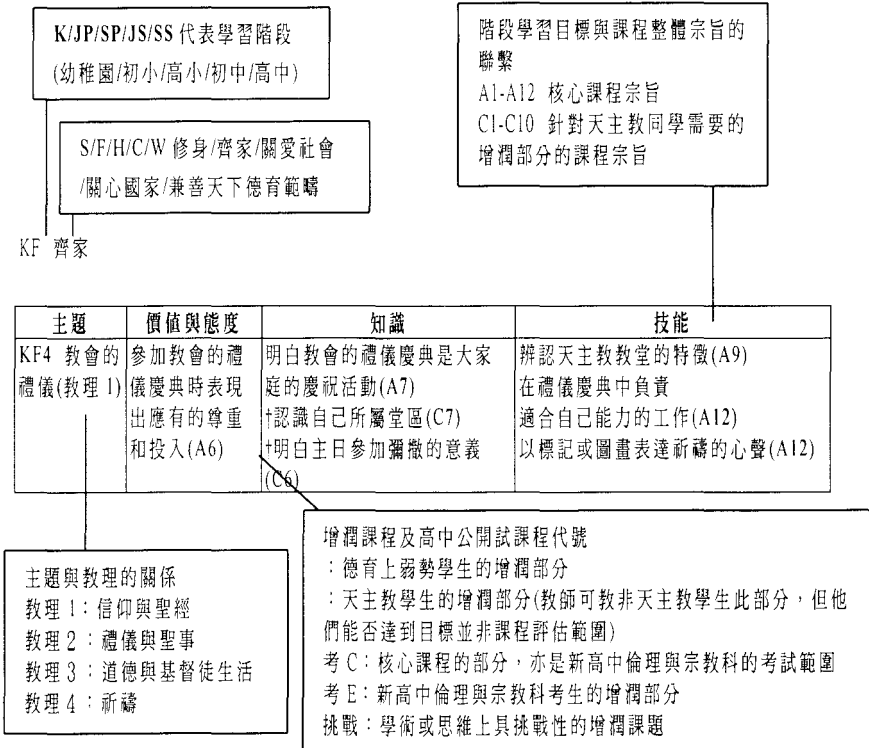 K/JP/SP/JS/SS 代表學習階段
(幼稚園/初小/高小/初中/高中)
S/F/H/C/W 修身/齊家/關愛社會
/關心國家/兼善天下德育範疇
KF 齊家
階段學習目標與課程整體宗旨的
聯繫
A1-A12 核心課程宗旨
C1-C10 針對天主教同學需要的
增潤部分的課程宗旨
主題
價值與態度
知識
技能
KF4 教會的
禮儀(教理 1)
參加教會的禮
儀慶典時表現
出應有的尊重
和投入(A6)
明白教會的禮儀慶典是大家
庭的慶祝活動(A7)
†認識自己所屬堂區(C7)
†明白主日參加彌撒的意義
(C6)
辨認天主教教堂的特徵(A9)
在禮儀慶典中負責
適合自己能力的工作(A12)
以標記或圖畫表達祈禱的心聲(A12)
主題與教理的關係
教理 1：信仰與聖經
教理 2：禮儀與聖事
教理 3：道德與基督徒生活
教理 4：祈禱
增潤課程及高中公開試課程代號
：德育上弱勢學生的增潤部分
：天主教學生的增潤部分(教師可教非天主教學生此部分，但他
們能否達到目標並非課程評估範圍)
考 C：核心課程的部分，亦是新高中倫理與宗教科的考試範圍
考 E：新高中倫理與宗教科考生的增潤部分
挑戰：學術或思維上具挑戰性的增潤課題